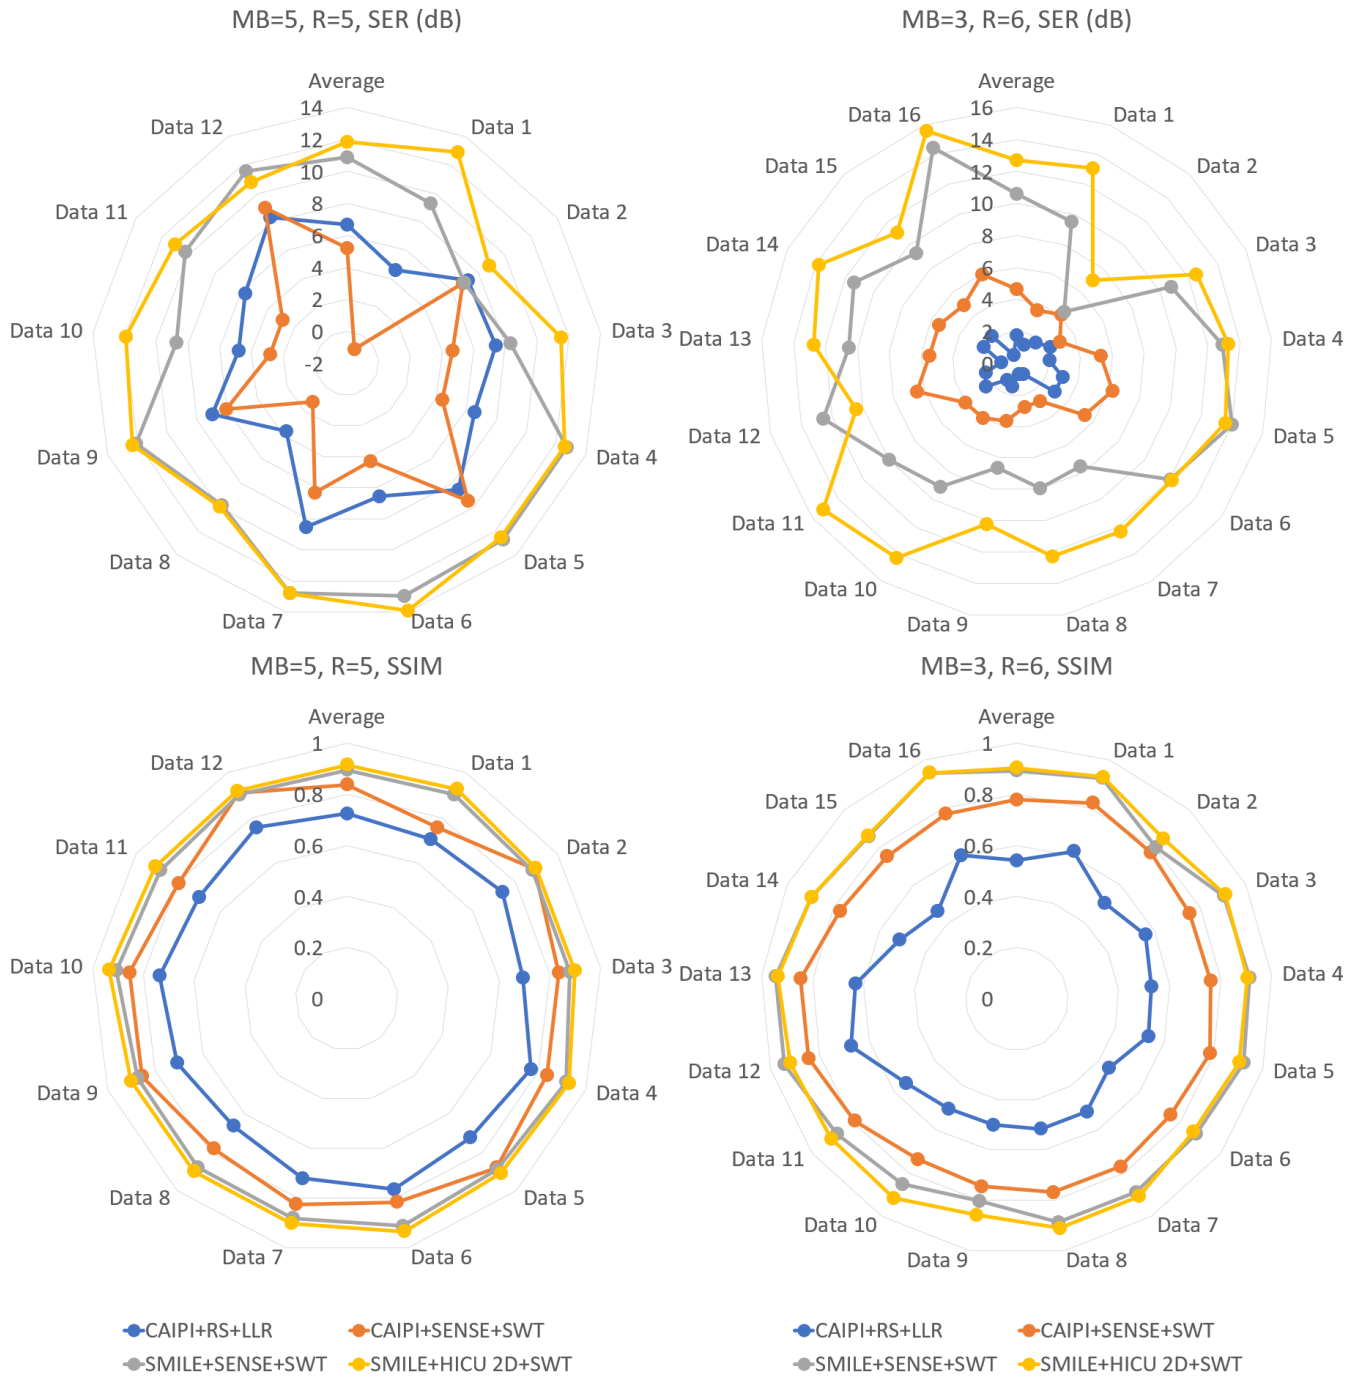 MB=5, R=5, SER (dB)
Average
14
12
10
8
6
4
2
0
-2
Data 1
Data 2
Data 3
Data 4
Data 5
Data 6
Data 7
Data 8
Data 9
Data 10
Data 11
Data 12
MB=3, R=6, SER (dB)
Average
16
14
12
10
8
6
4
2
0
Data 1
Data 2
Data 3
Data 4
Data 5
Data 6
Data 7
Data 8
Data 9
Data 10
Data 11
Data 12
Data 13
Data 14
Data 15
Data 16
MB=5, R=5, SSIM
Average
1
0.8
0.6
0.4
0.2
0
Data 1
Data 2
Data 3
Data 4
Data 5
Data 6
Data 7
Data 8
Data 9
Data 10
Data 11
Data 12
MB=3, R=6, SSIM
Average
1
0.8
0.6
0.4
0.2
0
Data 1
Data 2
Data 3
Data 4
Data 5
Data 6
Data 7
Data 8
Data 9
Data 10
Data 11
Data 12
Data 13
Data 14
Data 15
Data 16
CAIPI+RS+LLR
CAIPI+SENSE+SWT
SMILE+SENSE+SWT
SMILE+HICU 2D+SWT
CAIPI+RS+LLR
CAIPI+SENSE+SWT
SMILE+SENSE+SWT
SMILE+HICU 2D+SWT